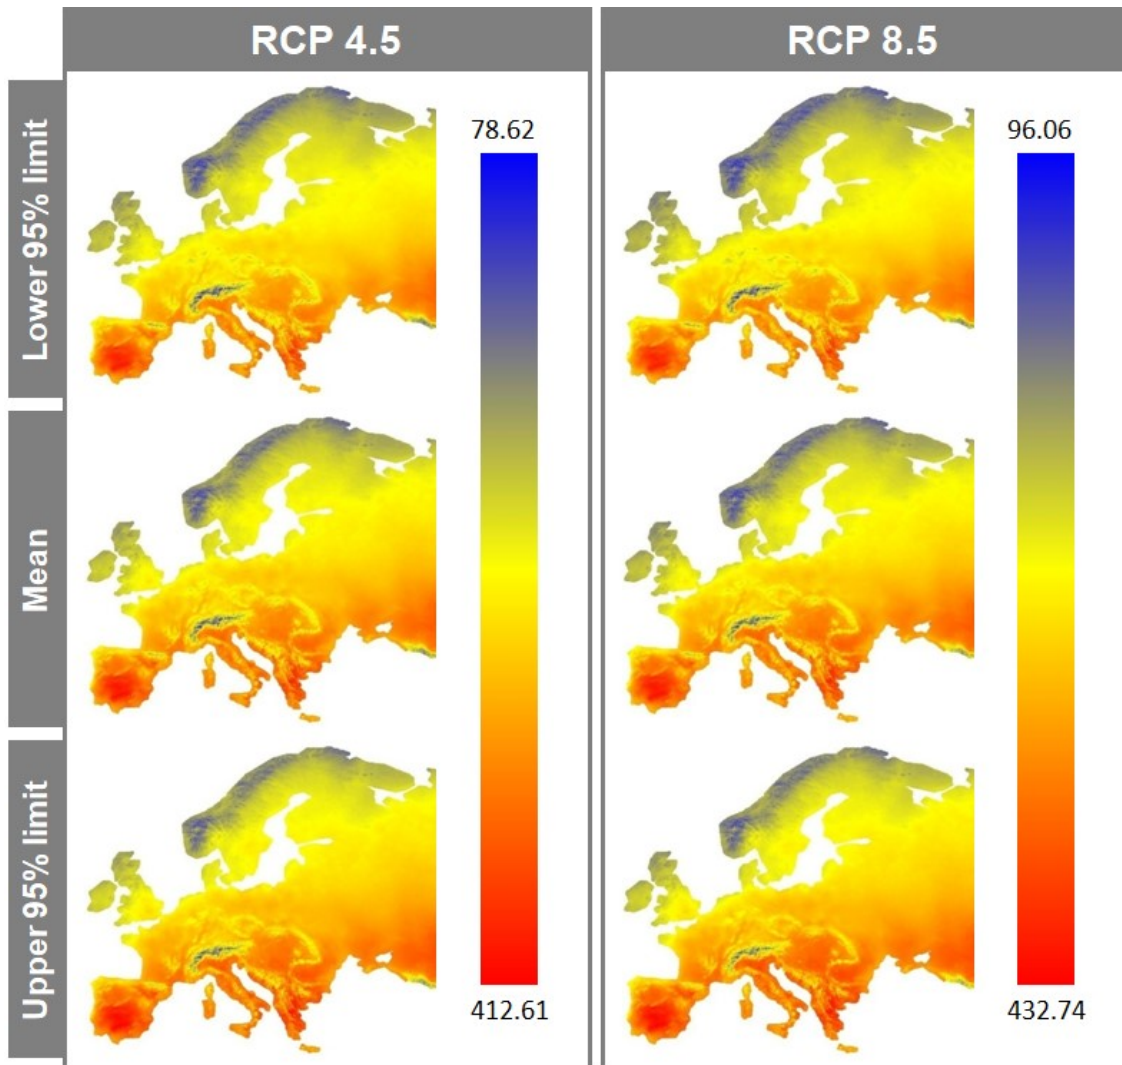 RCP 4.5
RCP 8.5
Lower 95% limit
78.62
96.06
Mean
Upper 95% limit
412.61
432.74